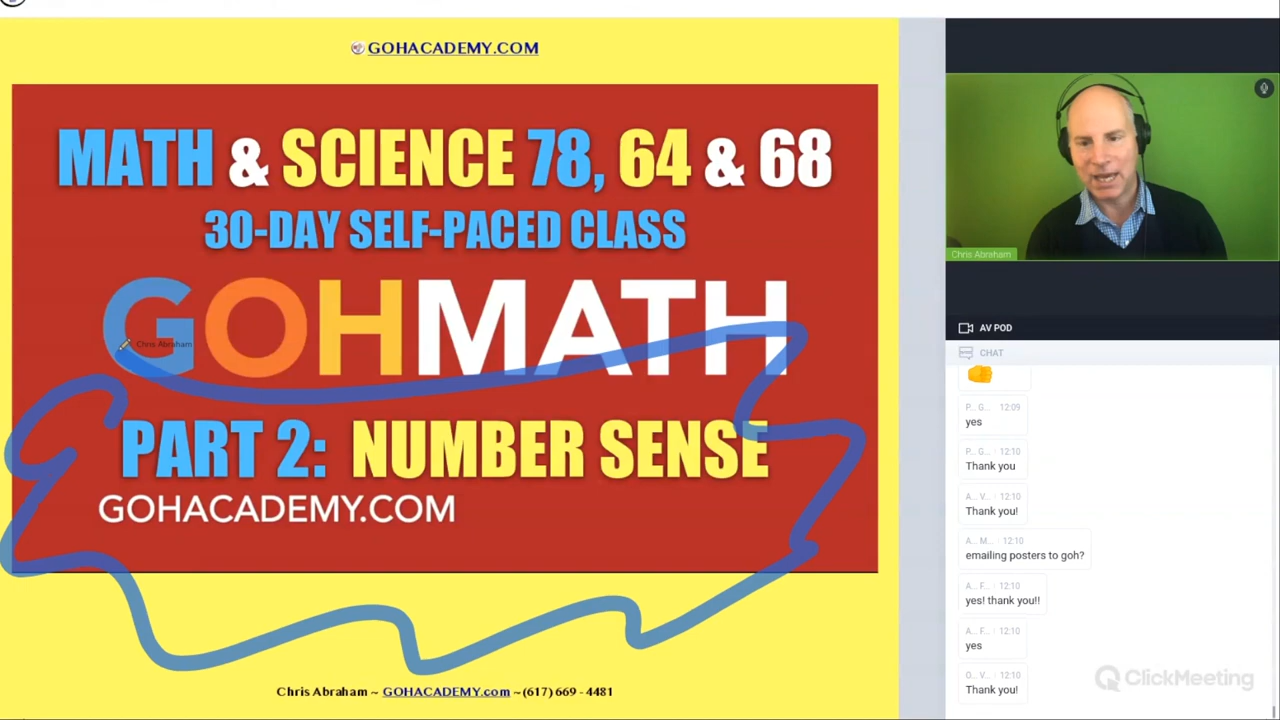 GOHACADEMY.COM
MATH & SCIENCE 78, 64 & 68
30-DAY SELF-PACED CLASS
GOHMATH
Chris Abraham
PART 2: NUMBER SENSE
GOHACADEMY.COM
Chris Abraham ~ GOHACADEMY.com ~ (617) 669 - 4481
Chris Abraham
AV POD
CHAT
P... G... 12:09
yes
P... G... 12:10
Thank you
A... V... 12:10
Thank you!
A... M... 12:10
emailing posters to goh?
A... F... 12:10
yes! thank you!!
A... F... 12:10
yes
O... V... 12:10
Thank you!
ClickMeeting